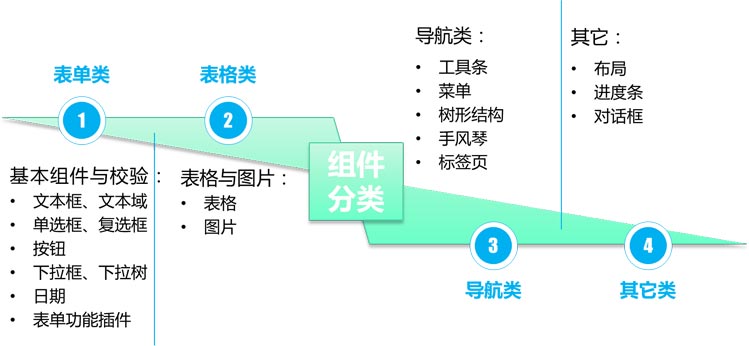 表单类
1
基本组件与校验：
• 文本框、文本域
• 单选框、复选框
• 按钮
• 下拉框、下拉树
• 日期
• 表单功能插件
表格类
2
表格与图片：
• 表格
• 图片
组件
分类
导航类：
• 工具条
• 菜单
• 树形结构
• 手风琴
• 标签页
3
导航类
其它：
• 布局
• 进度条
• 对话框
4
其它类